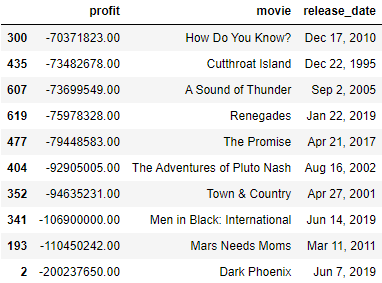 profit movie release_date
300 -70371823.00 How Do You Know? Dec 17, 2010
435 -73482678.00 Cutthroat Island Dec 22, 1995
607 -73699549.00 A Sound of Thunder Sep 2, 2005
619 -75978328.00 Renegades Jan 22, 2019
477 -79448583.00 The Promise Apr 21, 2017
404 -92905005.00 The Adventures of Pluto Nash Aug 16, 2002
352 -94635231.00 Town & Country Apr 27, 2001
341 -106900000.00 Men in Black: International Jun 14, 2019
193 -110450242.00 Mars Needs Moms Mar 11, 2011
2 -200237650.00 Dark Phoenix Jun 7, 2019